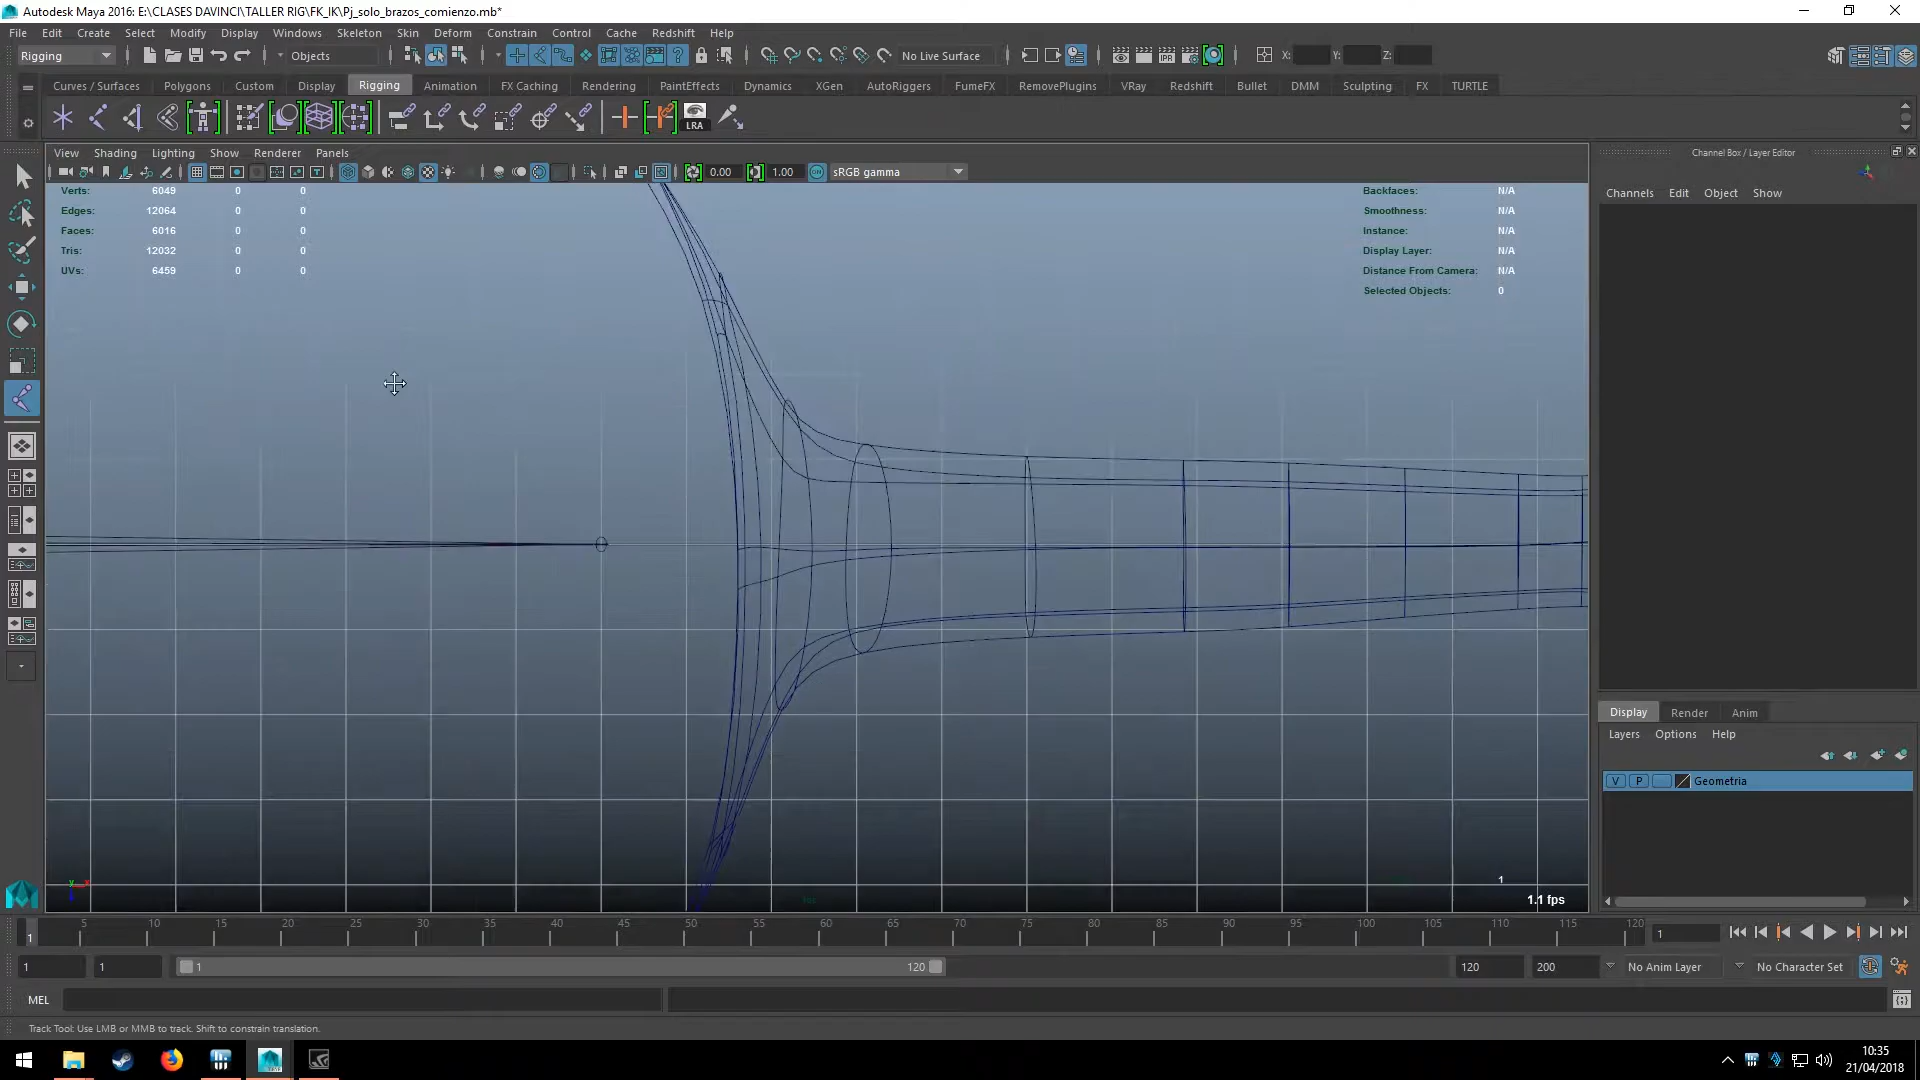 Autodesk Maya 2016: E:\CLASES DAVINCI\TALLER RIG\FK_IK\Pj_solo_brazos_comienzo.mb*
File Edit Create Select Modify Display Windows Skeleton Skin Deform Constrain Control Cache Redshift Help
Rigging Objects No Live Surface IPR X: Y: Z:
Curves / Surfaces Polygons Custom Display Rigging Animation FX Caching Rendering PaintEffects Dynamics XGen AutoRiggers FumeFX RemovePlugins VRay Redshift Bullet DMM Sculpting FX TURTLE
LRA
View Shading Lighting Show Renderer Panels
Channel Box / Layer Editor
0.00 1.00 ON sRGB gamma
Channels Edit Object Show
Verts: 6049 0 0
Edges: 12064 0 0
Faces: 6016 0 0
Tris: 12032 0 0
UVs: 6459 0 0
Backfaces: N/A
Smoothness: N/A
Instance: N/A
Display Layer: N/A
Distance From Camera: N/A
Selected Objects: 0
Display Render Anim
Layers Options Help
V P Geometria
y x
1
1.1 fps
1 5 10 15 20 25 30 35 40 45 50 55 60 65 70 75 80 85 90 95 100 105 110 115 120 1
1 1 1 120 120 200 No Anim Layer No Character Set
MEL
Track Tool: Use LMB or MMB to track. Shift to constrain translation.
10:35
21/04/2018